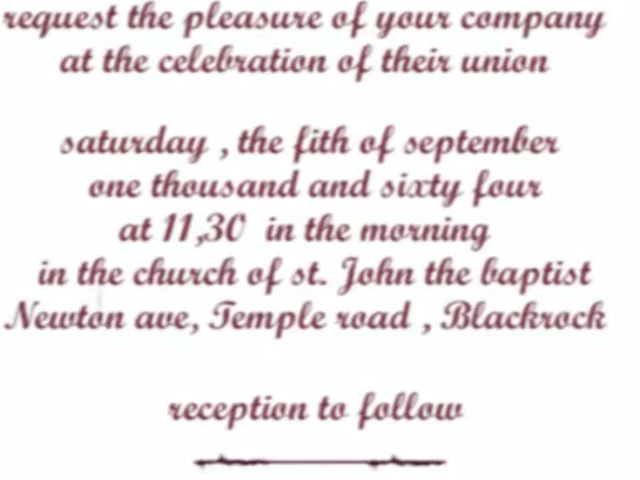 request the pleasure of your company
at the celebration of their union
saturday , the fith of september
one thousand and sixty four
at 11,30 in the morning
in the church of st. John the baptist
Newton ave, Temple road , Blackrock
reception to follow